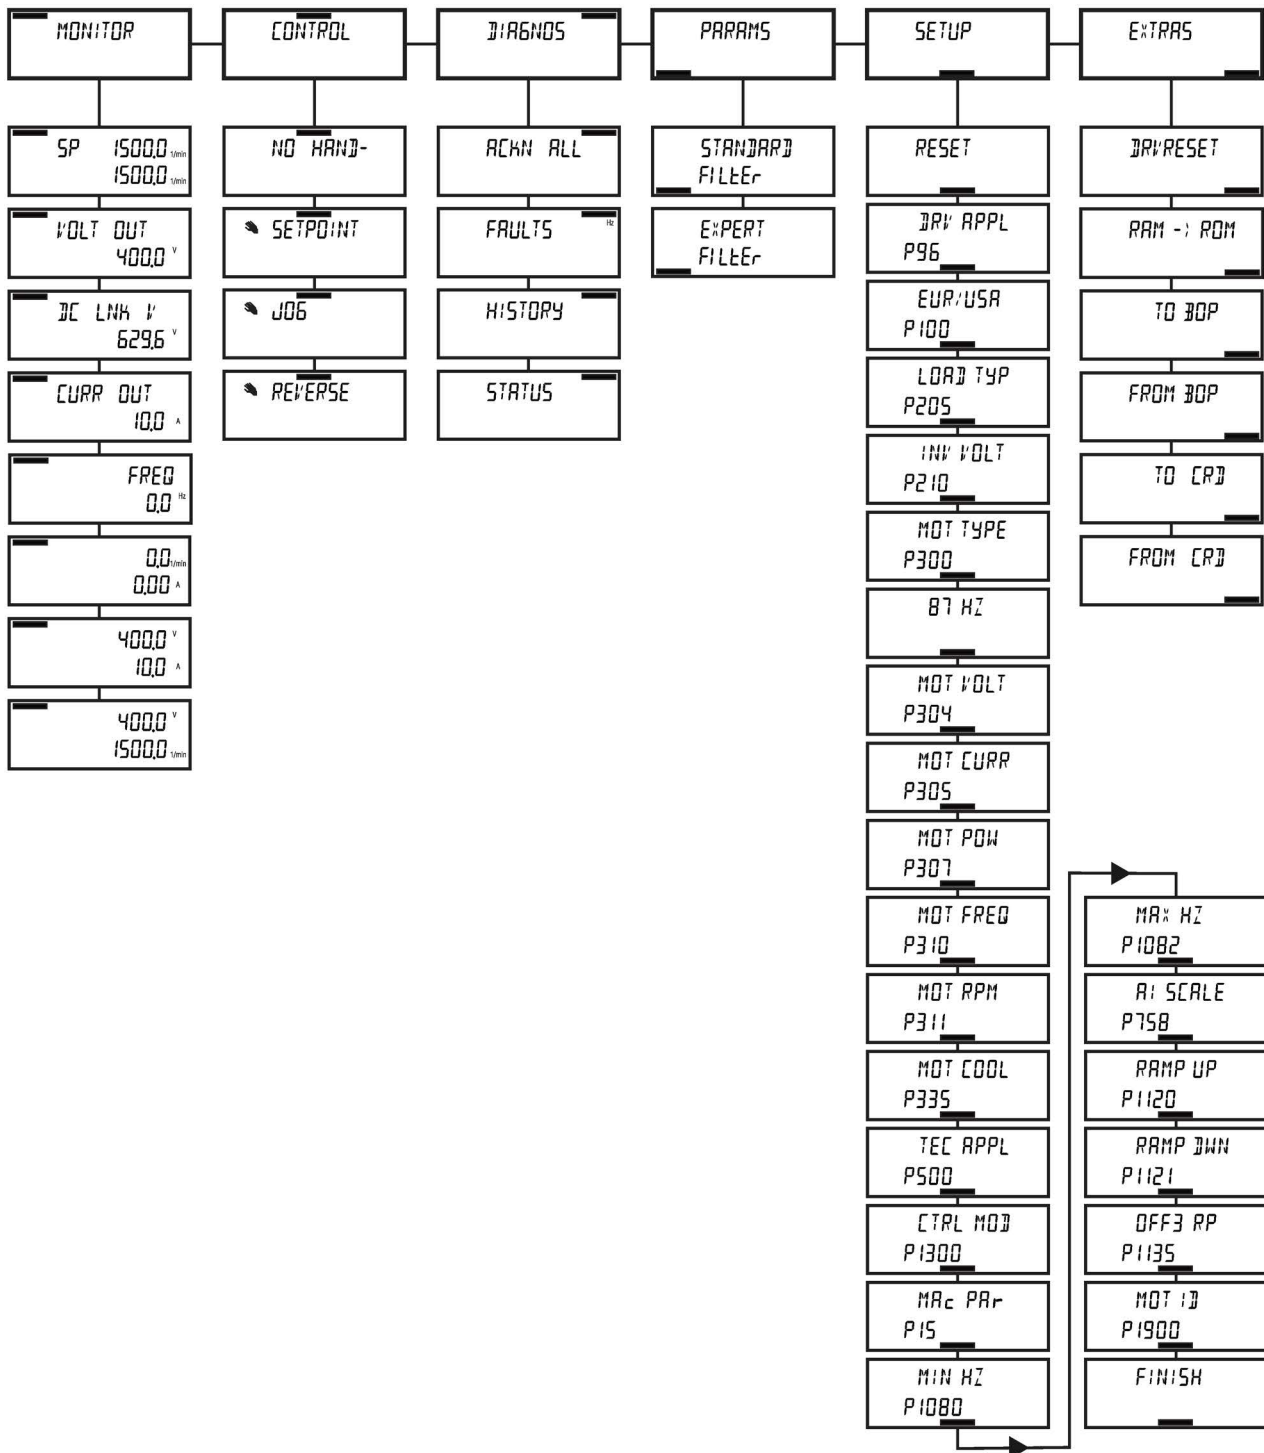 MONITOR
CONTROL
DIAGNOS
PARAMS
SETUP
EXTRAS
SP 1500.0 1/min
1500.0 1/min
VOLT OUT
400.0 V
DC LNK V
629.6 V
CURR OUT
10.0 A
FREQ
0.0 Hz
0.0 1/min
0.00 A
400.0 V
10.0 A
400.0 V
1500.0 1/min
NO HAND-
SETPOINT
JOG
REVERSE
ACKN ALL
FAULTS Hz
HISTORY
STATUS
STANDARD
FILtEr
EXPERT
FILtEr
RESET
DRV APPL
P96
EUR/USA
P100
LOAD TYP
P205
INV VOLT
P210
MOT TYPE
P300
87 HZ
MOT VOLT
P304
MOT CURR
P305
MOT POW
P307
MOT FREQ
P310
MOT RPM
P311
MOT COOL
P335
TEC APPL
P500
CTRL MOD
P1300
MAc PAr
P15
MIN HZ
P1080
MAX HZ
P1082
AI SCALE
P758
RAMP UP
P1120
RAMP DWN
P1121
OFF3 RP
P1135
MOT ID
P1900
FINISH
DRVRESET
RAM -> ROM
TO BOP
FROM BOP
TO CRD
FROM CRD